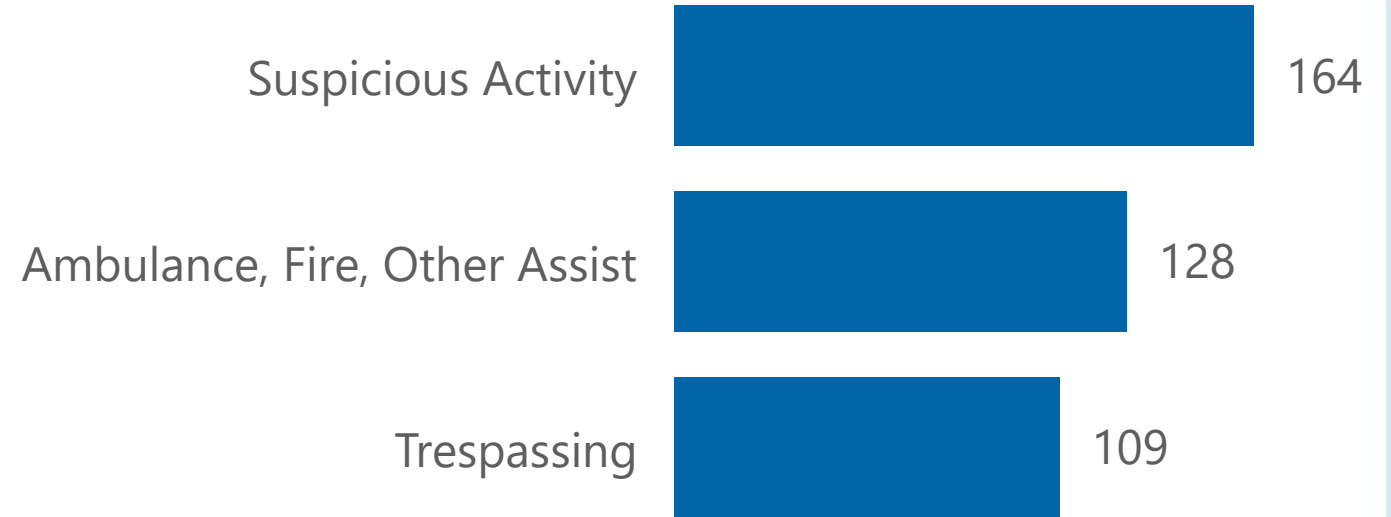 Suspicious Activity 164
Ambulance, Fire, Other Assist 128
Trespassing 109